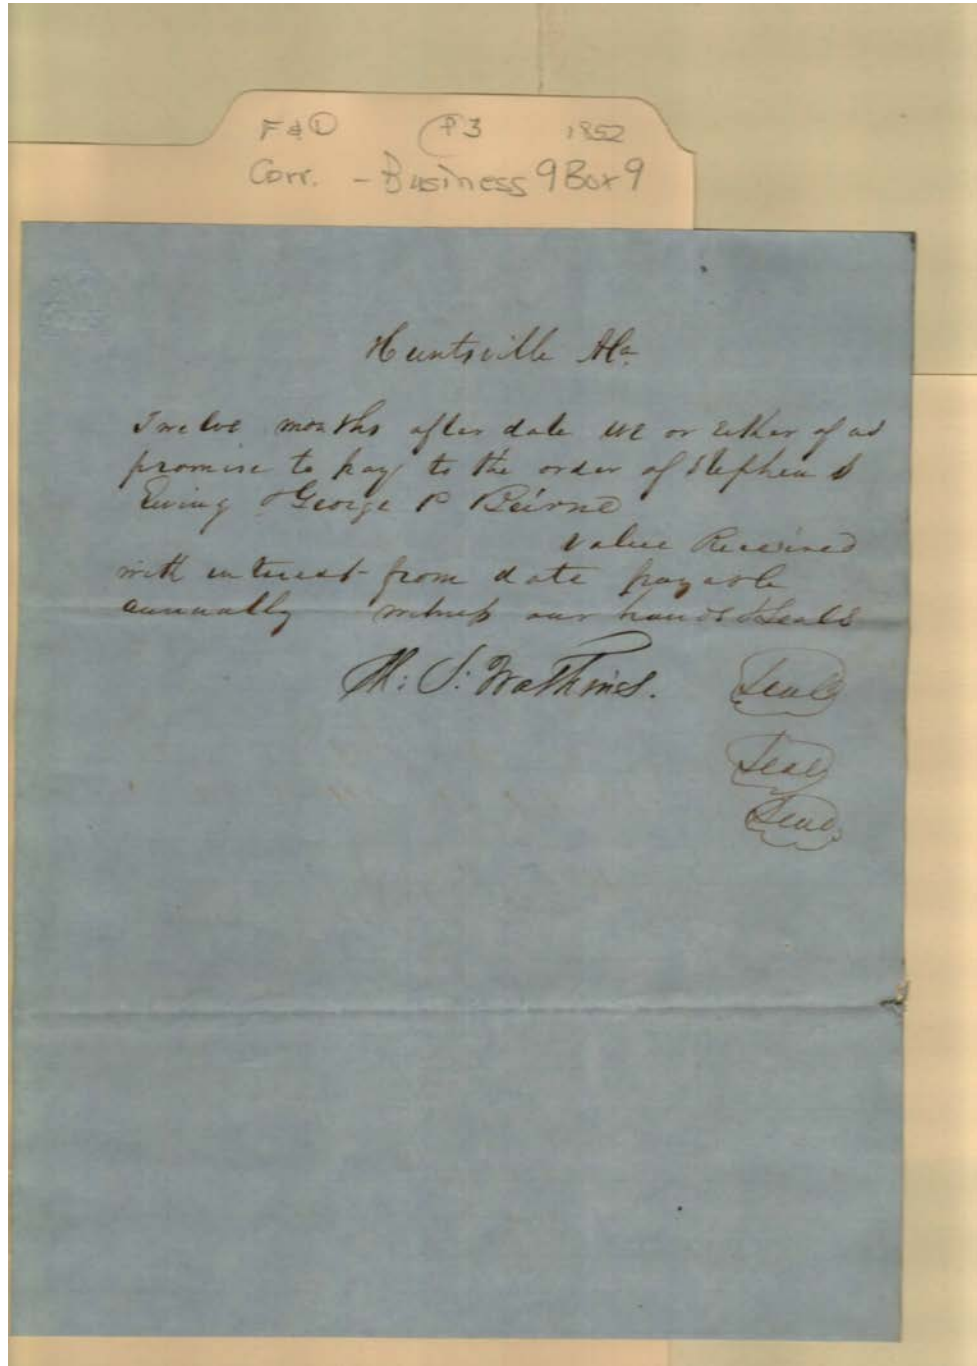 F & D P3 1852
Corr. - Business 9 Box 9
Huntsville Ala
Twelve months after date we or either of us
promise to pay to the order of Stephen S
Ewing & George P Beirne
value Received
with interest from date payable
annually witness our hands & Seals
S. Watkins. Seal
Seal
Seal